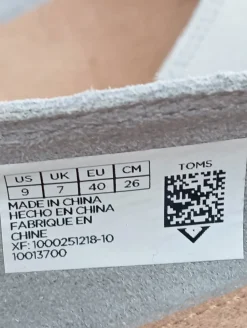 US UK EU CM
9 7 40 26
TOMS
MADE IN CHINA
HECHO EN CHINA
FABRIQUE EN
CHINE
XF: 1000251218-10
10013700